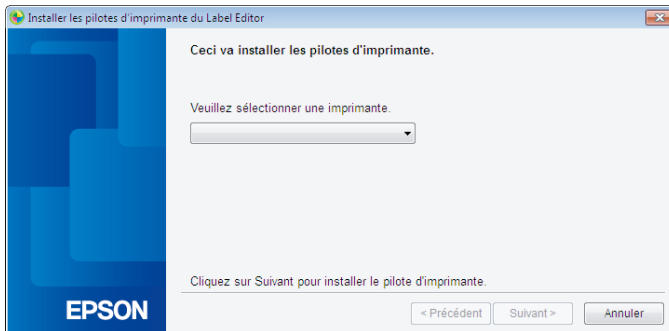 Installer les pilotes d'imprimante du Label Editor
Ceci va installer les pilotes d'imprimante.
Veuillez sélectionner une imprimante.
Cliquez sur Suivant pour installer le pilote d'imprimante.
EPSON
< Précédent
Suivant >
Annuler